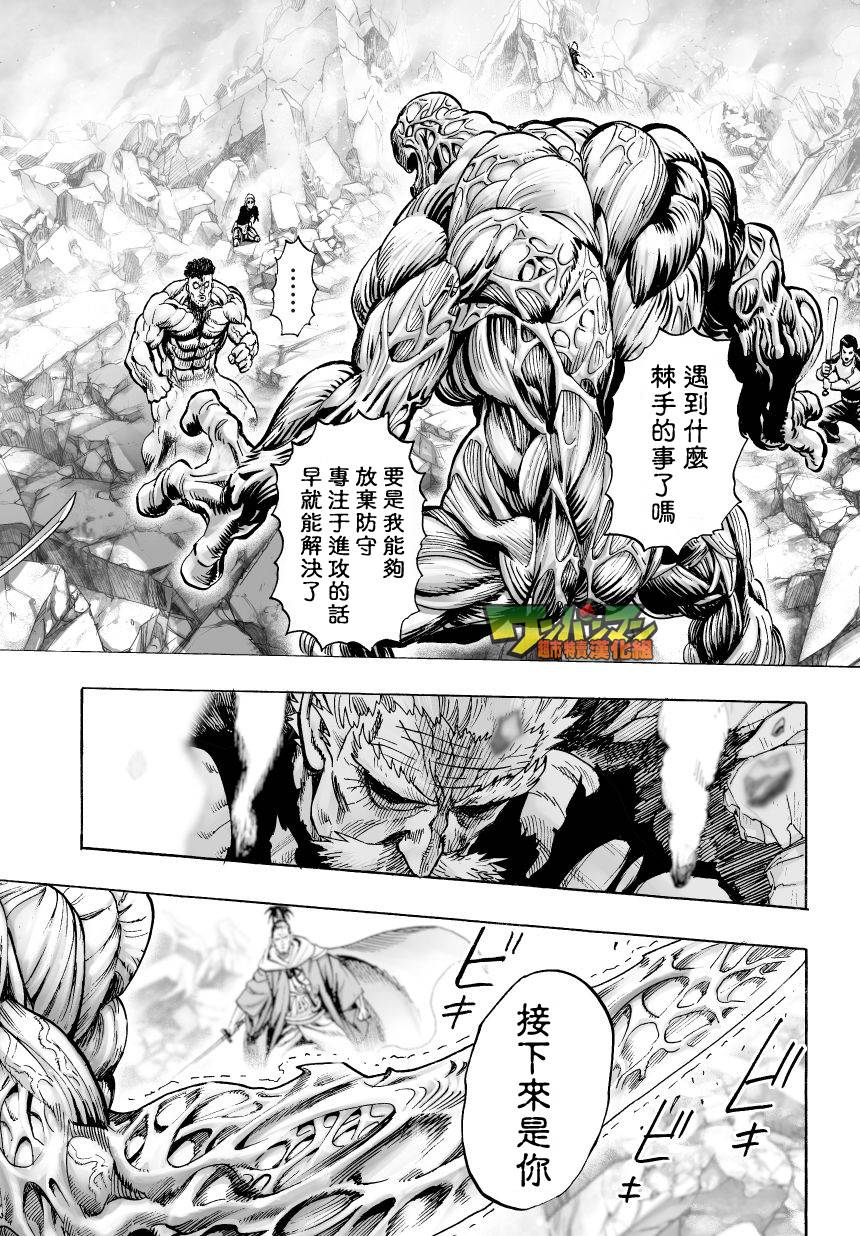 遇到什麼
棘手的事了嗎
要是我能夠
放棄防守
專注于進攻的話
早就能解決了
……
ワンパンマン
超市特賣漢化組
接下來是你
ビキ
ビキ
ビキ